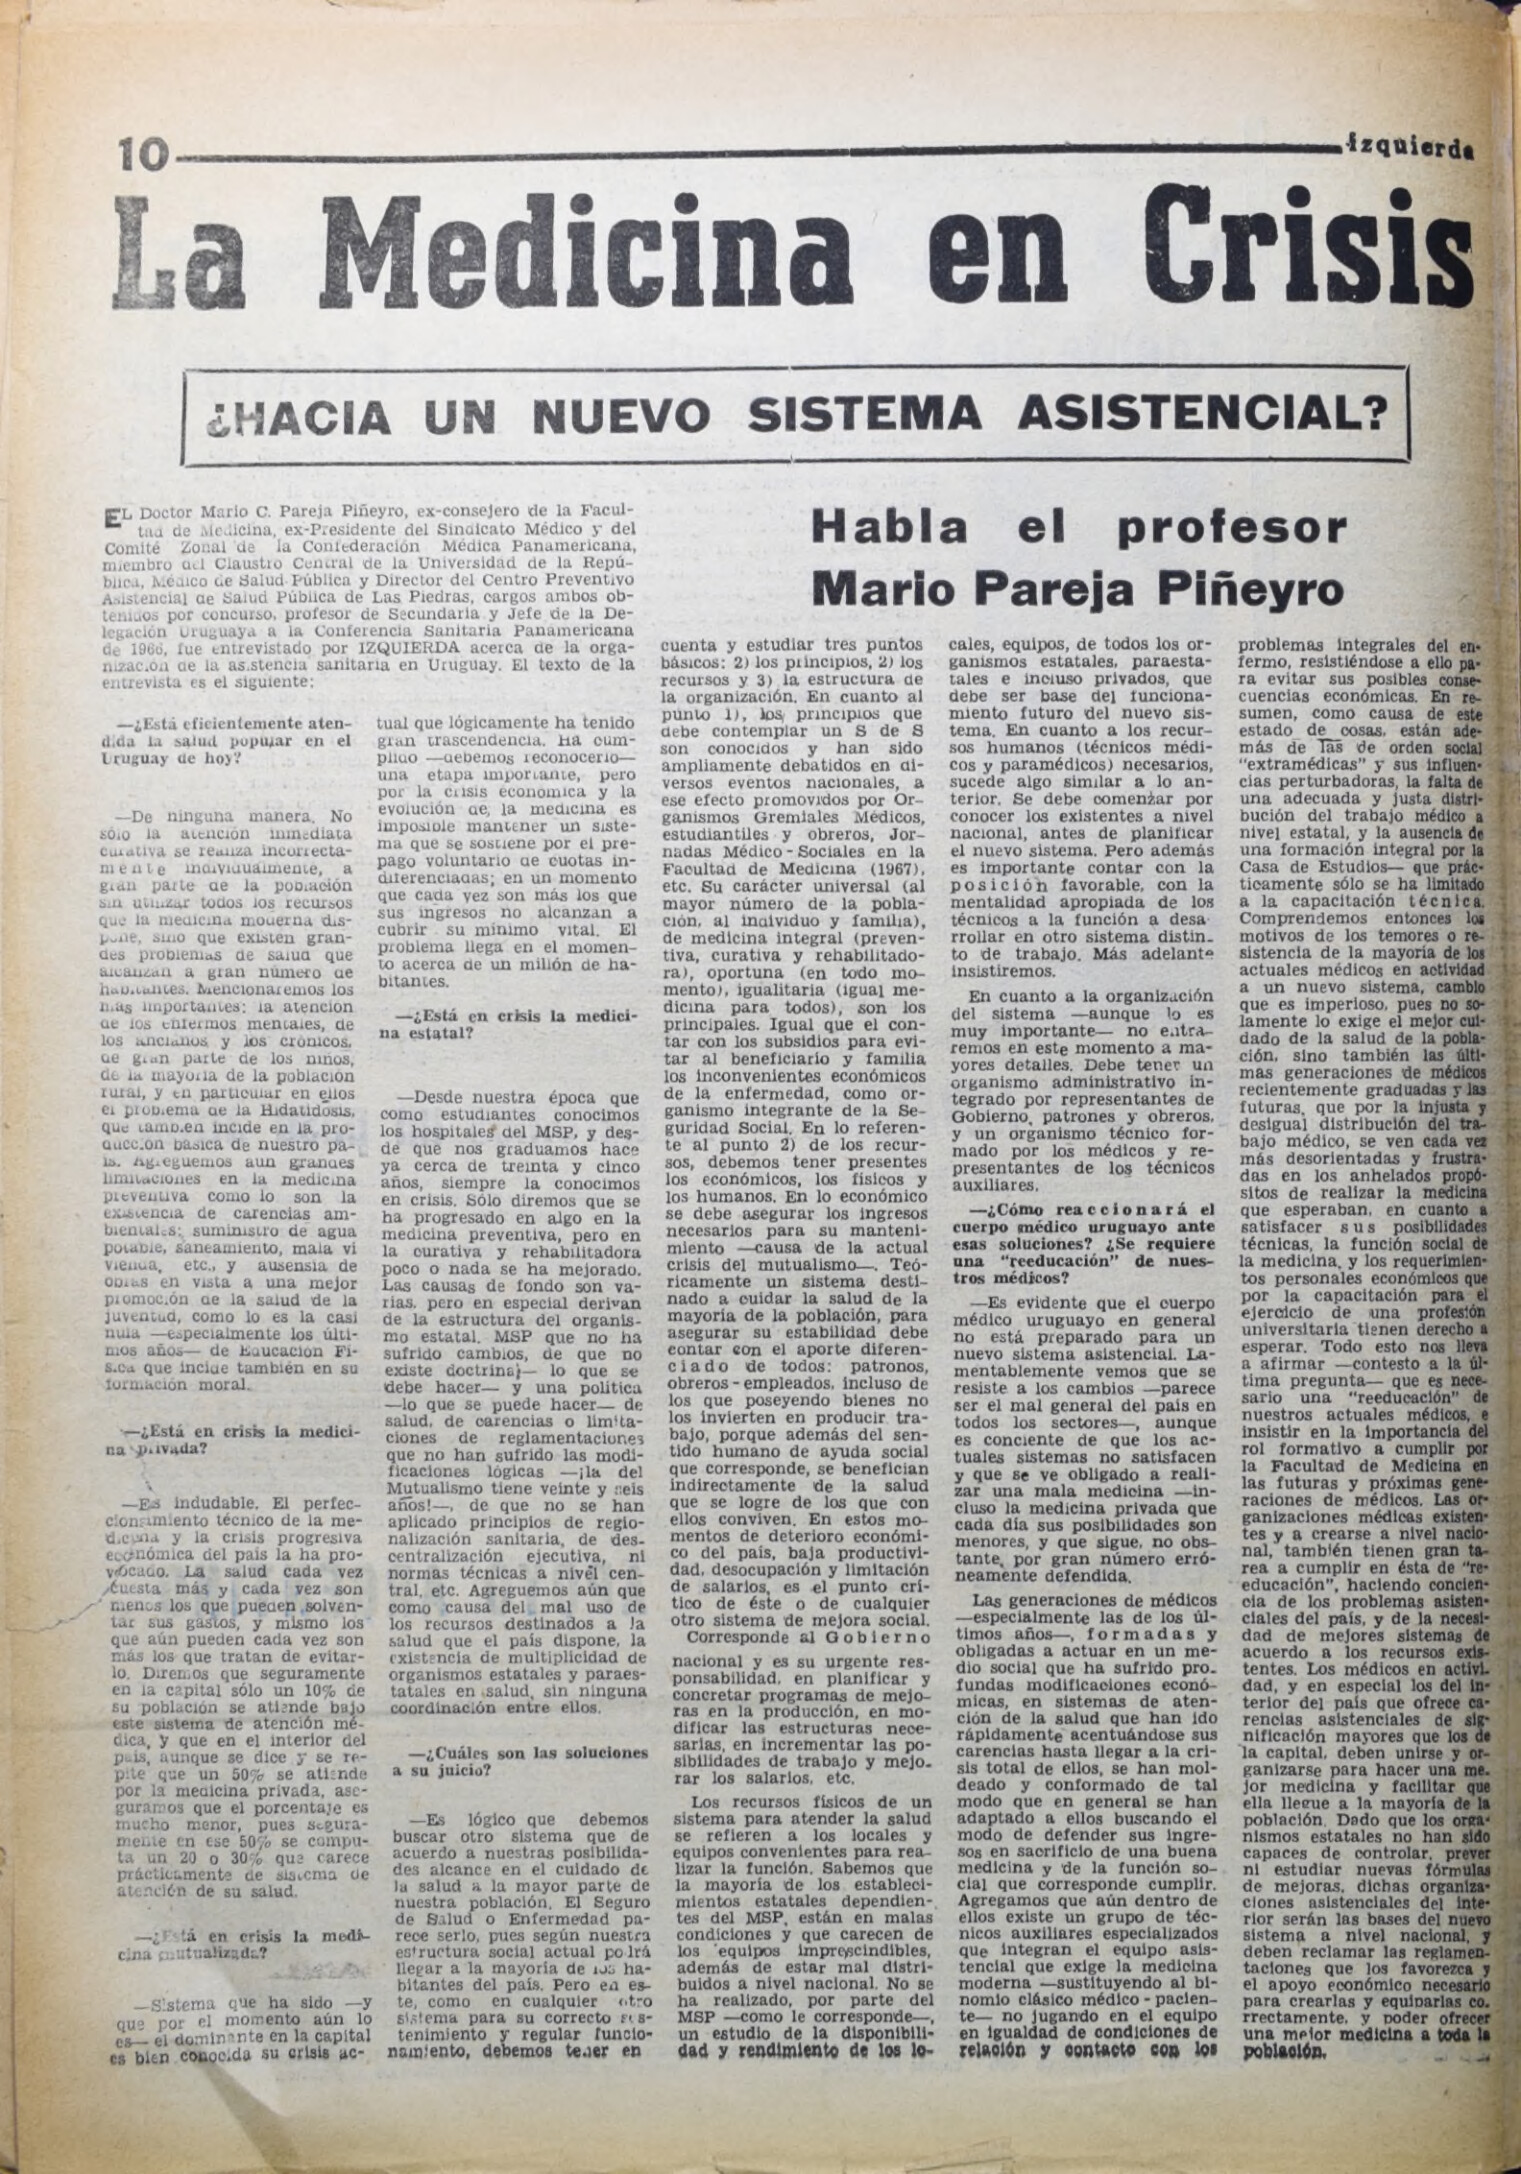 10
Izquierda
La Medicina en Crisis
¿HACIA UN NUEVO SISTEMA ASISTENCIAL?
EL Doctor Mario C. Pareja Piñeyro, ex-consejero de la Facul-
tad de Medicina, ex-Presidente del Sindicato Médico y del
Comité Zonal de la Confederación Médica Panamericana,
miembro del Claustro Central de la Universidad de la Repú-
blica, Médico de Salud Pública y Director del Centro Preventivo
Asistencial de Salud Pública de Las Piedras, cargos ambos ob-
tenidos por concurso, profesor de Secundaria y Jefe de la De-
legación Uruguaya a la Conferencia Sanitaria Panamericana
de 1966, fue entrevistado por IZQUIERDA acerca de la orga-
nización de la asistencia sanitaria en Uruguay. El texto de la
entrevista es el siguiente:
Habla el profesor
Mario Pareja Piñeyro
—¿Está eficientemente aten-
dida la salud popular en el
Uruguay de hoy?
—De ninguna manera. No
sólo la atención inmediata
curativa se realiza incorrecta-
mente individualmente, a
gran parte de la población
sin utilizar todos los recursos
que la medicina moderna dis-
pone, sino que existen gran-
des problemas de salud que
alcanzan a gran número de
habitantes. Mencionaremos los
más importantes: la atención
de los enfermos mentales, de
los ancianos y los crónicos,
de gran parte de los niños,
de la mayoría de la población
rural, y en particular en ellos
el problema de la Hidatidosis,
que también incide en la pro-
ducción básica de nuestro pa-
ís. Agreguemos aun grandes
limitaciones en la medicina
preventiva como lo son la
existencia de carencias am-
bientales: suministro de agua
potable, saneamiento, mala vi
vienda, etc., y ausensia de
obras en vista a una mejor
promoción de la salud de la
juventud, como lo es la casi
nula —especialmente los últi-
mos años— de Educación Fí-
sica que incide también en su
formación moral.
—¿Está en crisis la medici-
na privada?
—Es indudable. El perfec-
cionamiento técnico de la me-
dicina y la crisis progresiva
económica del país la ha pro-
vocado. La salud cada vez
cuesta más y cada vez son
menos los que pueden solven-
tar sus gastos, y mismo los
que aún pueden cada vez son
más los que tratan de evitar-
lo. Diremos que seguramente
en la capital sólo un 10% de
su población se atiende bajo
este sistema de atención mé-
dica, y que en el interior del
país, aunque se dice y se re-
pite que un 50% se atiende
por la medicina privada, ase-
guramos que el porcentaje es
mucho menor, pues segura-
mente en ese 50% se compu-
ta un 20 o 30% que carece
prácticamente de sistema de
atención de su salud.
—¿Está en crisis la medi-
cina mutualizada?
—Sistema que ha sido —y
que por el momento aún lo
es— el dominante en la capital
es bien conocida su crisis ac-
tual que lógicamente ha tenido
gran trascendencia. Ha cum-
plido —debemos reconocerlo—
una etapa importante, pero
por la crisis económica y la
evolución de, la medicina es
imposible mantener un siste-
ma que se sostiene por el pre-
pago voluntario de cuotas in-
diferenciadas; en un momento
que cada vez son más los que
sus ingresos no alcanzan a
cubrir su mínimo vital. El
problema llega en el momen-
to acerca de un milión de ha-
bitantes.
—¿Está en crisis la medici-
na estatal?
—Desde nuestra época que
como estudiantes conocimos
los hospitales del MSP, y des-
de que nos graduamos hace
ya cerca de treinta y cinco
años, siempre la conocimos
en crisis. Sólo diremos que se
ha progresado en algo en la
medicina preventiva, pero en
la curativa y rehabilitadora
poco o nada se ha mejorado.
Las causas de fondo son va-
rias, pero en especial derivan
de la estructura del organis-
mo estatal. MSP que no ha
sufrido cambios, de que no
existe doctrina;— lo que se
debe hacer— y una política
—lo que se puede hacer— de
salud, de carencias o limita-
ciones de reglamentaciones
que no han sufrido las modi-
ficaciones lógicas —¡la del
Mutualismo tiene veinte y seis
años!—, de que no se han
aplicado principios de regio-
nalización sanitaria, de des-
centralización ejecutiva, ni
normas técnicas a nivel cen-
tral, etc. Agreguemos aún que
como causa del mal uso de
los recursos destinados a la
salud que el país dispone, la
existencia de multiplicidad de
organismos estatales y paraes-
tatales en salud, sin ninguna
coordinación entre ellos.
—¿Cuáles son las soluciones
a su juicio?
—Es lógico que debemos
buscar otro sistema que de
acuerdo a nuestras posibilida-
des alcance en el cuidado de
la salud a la mayor parte de
nuestra población. El Seguro
de Salud o Enfermedad pa-
rece serlo, pues según nuestra
estructura social actual podrá
llegar a la mayoría de los ha-
bitantes del país. Pero en es-
te, como en cualquier otro
sistema para su correcto sos-
tenimiento y regular funcio-
namiento, debemos tener en
cuenta y estudiar tres puntos
básicos: 2) los principios, 2) los
recursos y 3) la estructura de
la organización. En cuanto al
punto 1), los principios que
debe contemplar un S de S
son conocidos y han sido
ampliamente debatidos en di-
versos eventos nacionales, a
ese efecto promovidos por Or-
ganismos Gremiales Médicos,
estudiantiles y obreros, Jor-
nadas Médico-Sociales en la
Facultad de Medicina (1967),
etc. Su carácter universal (al
mayor número de la pobla-
ción, al individuo y familia),
de medicina integral (preven-
tiva, curativa y rehabilitado-
ra), oportuna (en todo mo-
mento), igualitaria (igual me-
dicina para todos), son los
principales. Igual que el con-
tar con los subsidios para evi-
tar al beneficiario y familia
los inconvenientes económicos
de la enfermedad, como or-
ganismo integrante de la Se-
guridad Social. En lo referen-
te al punto 2) de los recur-
sos, debemos tener presentes
los económicos, los físicos y
los humanos. En lo económico
se debe asegurar los ingresos
necesarios para su manteni-
miento —causa de la actual
crisis del mutualismo—. Teó-
ricamente un sistema desti-
nado a cuidar la salud de la
mayoría de la población, para
asegurar su estabilidad debe
contar con el aporte diferen-
ciado de todos: patronos,
obreros-empleados, incluso de
los que poseyendo bienes no
los invierten en producir tra-
bajo, porque además del sen-
tido humano de ayuda social
que corresponde, se benefician
indirectamente de la salud
que se logre de los que con
ellos conviven. En estos mo-
mentos de deterioro económi-
co del país, baja productivi-
dad, desocupación y limitación
de salarios, es el punto crí-
tico de éste o de cualquier
otro sistema de mejora social.
Corresponde al Gobierno
nacional y es su urgente res-
ponsabilidad, en planificar y
concretar programas de mejo-
ras en la producción, en mo-
dificar las estructuras nece-
sarias, en incrementar las po-
sibilidades de trabajo y mejo-
rar los salarios, etc.
Los recursos físicos de un
sistema para atender la salud
se refieren a los locales y
equipos convenientes para rea-
lizar la función. Sabemos que
la mayoría de los estableci-
mientos estatales dependien-
tes del MSP, están en malas
condiciones y que carecen de
los equipos imprescindibles,
además de estar mal distri-
buidos a nivel nacional. No se
ha realizado, por parte del
MSP —como le corresponde—,
un estudio de la disponibili-
dad y rendimiento de los lo-
cales, equipos, de todos los or-
ganismos estatales, paraesta-
tales e incluso privados, que
debe ser base del funciona-
miento futuro del nuevo sis-
tema. En cuanto a los recur-
sos humanos (técnicos médi-
cos y paramédicos) necesarios,
sucede algo similar a lo an-
terior. Se debe comenzar por
conocer los existentes a nivel
nacional, antes de planificar
el nuevo sistema. Pero además
es importante contar con la
posición favorable, con la
mentalidad apropiada de los
técnicos a la función a desa
rrollar en otro sistema distin-
to de trabajo. Más adelante
insistiremos.
En cuanto a la organización
del sistema —aunque lo es
muy importante— no entra-
remos en este momento a ma-
yores detalles. Debe tener un
organismo administrativo in-
tegrado por representantes de
Gobierno, patrones y obreros,
y un organismo técnico for-
mado por los médicos y re-
presentantes de los técnicos
auxiliares.
—¿Cómo reaccionará el
cuerpo médico uruguayo ante
esas soluciones? ¿Se requiere
una "reeducación" de nues-
tros médicos?
—Es evidente que el cuerpo
médico uruguayo en general
no está preparado para un
nuevo sistema asistencial. La-
mentablemente vemos que se
resiste a los cambios —parece
ser el mal general del país en
todos los sectores—, aunque
es conciente de que los ac-
tuales sistemas no satisfacen
y que se ve obligado a reali-
zar una mala medicina —in-
cluso la medicina privada que
cada día sus posibilidades son
menores, y que sigue, no obs-
tante, por gran número erró-
neamente defendida.
Las generaciones de médicos
—especialmente las de los úl-
timos años—, formadas y
obligadas a actuar en un me-
dio social que ha sufrido pro-
fundas modificaciones econó-
micas, en sistemas de aten-
ción de la salud que han ido
rápidamente acentuándose sus
carencias hasta llegar a la cri-
sis total de ellos, se han mol-
deado y conformado de tal
modo que en general se han
adaptado a ellos buscando el
modo de defender sus ingre-
sos en sacrificio de una buena
medicina y de la función so-
cial que corresponde cumplir.
Agregamos que aún dentro de
ellos existe un grupo de téc-
nicos auxiliares especializados
que integran el equipo asis-
tencial que exige la medicina
moderna —sustituyendo al bi-
nomio clásico médico-pacien-
te— no jugando en el equipo
en igualdad de condiciones de
relación y contacto con los
problemas integrales del en-
fermo, resistiéndose a ello pa-
ra evitar sus posibles conse-
cuencias económicas. En re-
sumen, como causa de este
estado de cosas, están ade-
más de las de orden social
"extramédicas" y sus influen-
cias perturbadoras, la falta de
una adecuada y justa distri-
bución del trabajo médico a
nivel estatal, y la ausencia de
una formación integral por la
Casa de Estudios— que prác-
ticamente sólo se ha limitado
a la capacitación técnica.
Comprendemos entonces los
motivos de los temores o re-
sistencia de la mayoría de los
actuales médicos en actividad
a un nuevo sistema, cambio
que es imperioso, pues no so-
lamente lo exige el mejor cui-
dado de la salud de la pobla-
ción, sino también las últi-
mas generaciones de médicos
recientemente graduadas y las
futuras, que por la injusta y
desigual distribución del tra-
bajo médico, se ven cada vez
más desorientadas y frustra-
das en los anhelados propó-
sitos de realizar la medicina
que esperaban, en cuanto a
satisfacer sus posibilidades
técnicas, la función social de
la medicina, y los requerimien-
tos personales económicos que
por la capacitación para el
ejercicio de una profesión
universitaria tienen derecho a
esperar. Todo esto nos lleva
a afirmar —contesto a la úl-
tima pregunta— que es nece-
sario una "reeducación" de
nuestros actuales médicos, e
insistir en la importancia del
rol formativo a cumplir por
la Facultad de Medicina en
las futuras y próximas gene-
raciones de médicos. Las or-
ganizaciones médicas existen-
tes y a crearse a nivel nacio-
nal, también tienen gran ta-
rea a cumplir en ésta de "re-
educación", haciendo concien-
cia de los problemas asisten-
ciales del país, y de la necesi-
dad de mejores sistemas de
acuerdo a los recursos exis-
tentes. Los médicos en activi-
dad, y en especial los del in-
terior del país que ofrece ca-
rencias asistenciales de sig-
nificación mayores que los de
la capital, deben unirse y or-
ganizarse para hacer una me-
jor medicina y facilitar que
ella llegue a la mayoría de la
población. Dado que los orga-
nismos estatales no han sido
capaces de controlar, prever
ni estudiar nuevas fórmulas
de mejoras, dichas organiza-
ciones asistenciales del inte-
rior serán las bases del nuevo
sistema a nivel nacional, y
deben reclamar las reglamen-
taciones que los favorezca y
el apoyo económico necesario
para crearlas y equiparlas co-
rrectamente, y poder ofrecer
una mejor medicina a toda la
población.